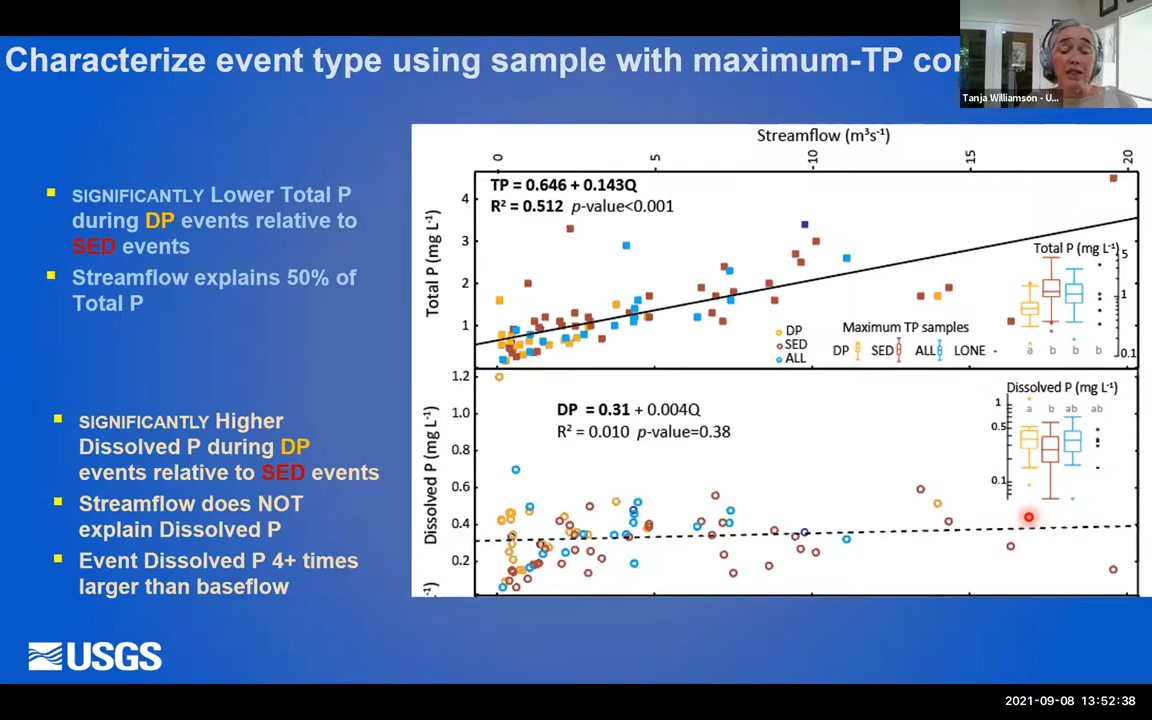 Characterize event type using sample with maximum-TP
Tanja Williamson - U...
SIGNIFICANTLY Lower Total P
during DP events relative to
SED events
Streamflow explains 50% of
Total P
SIGNIFICANTLY Higher
Dissolved P during DP
events relative to SED events
Streamflow does NOT
explain Dissolved P
Event Dissolved P 4+ times
larger than baseflow
USGS
Streamflow (m³s⁻¹)
0 5 10 15 20
TP = 0.646 + 0.143Q
R² = 0.512 p-value<0.001
Total P (mg L⁻¹)
4
3
2
1
Total P (mg L⁻¹)
5
1
0.1
DP
SED
ALL
Maximum TP samples
DP SED ALL LONE
a b b b
Dissolved P (mg L⁻¹)
1.2
1.0
0.8
0.6
0.4
0.2
DP = 0.31 + 0.004Q
R² = 0.010 p-value=0.38
Dissolved P (mg L⁻¹)
1
0.5
0.1
a b ab ab
⁻¹)
2021-09-08 13:52:38